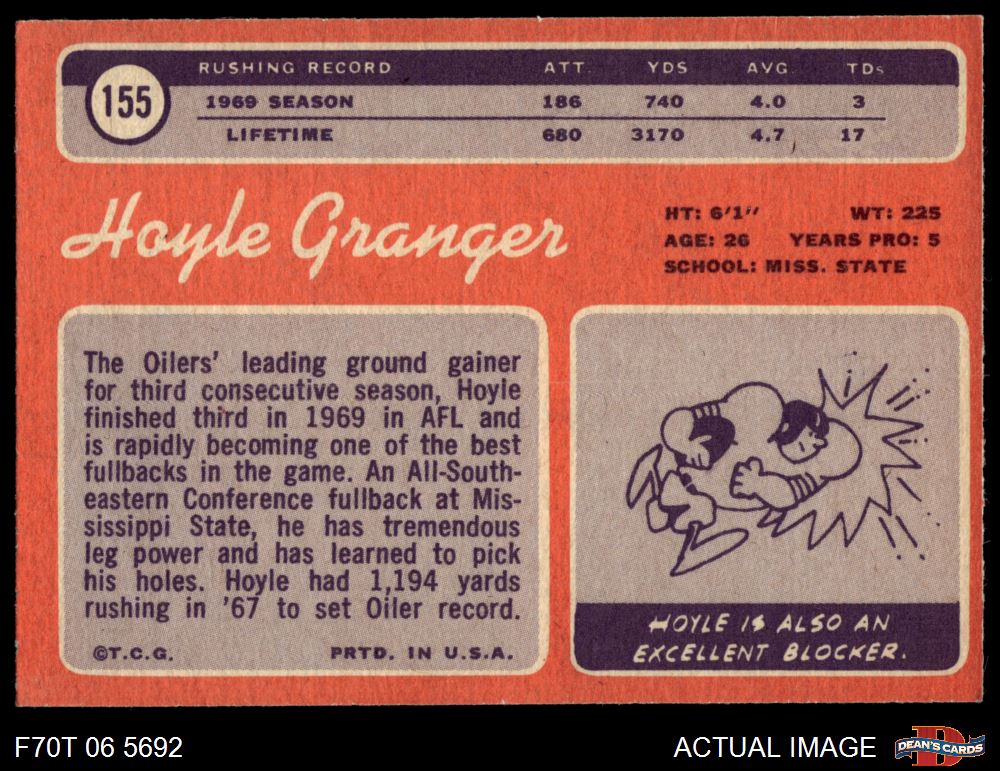 155
RUSHING RECORD ATT. YDS AVG. TDs
1969 SEASON 186 740 4.0 3
LIFETIME 680 3170 4.7 17
Hoyle Granger
HT: 6'1" WT: 225
AGE: 26 YEARS PRO: 5
SCHOOL: MISS. STATE
The Oilers' leading ground gainer
for third consecutive season, Hoyle
finished third in 1969 in AFL and
is rapidly becoming one of the best
fullbacks in the game. An All-South-
eastern Conference fullback at Mis-
sissippi State, he has tremendous
leg power and has learned to pick
his holes. Hoyle had 1,194 yards
rushing in '67 to set Oiler record.
©T.C.G. PRTD. IN U.S.A.
HOYLE IS ALSO AN
EXCELLENT BLOCKER.
F70T 06 5692
ACTUAL IMAGE
D
DEAN'S CARDS